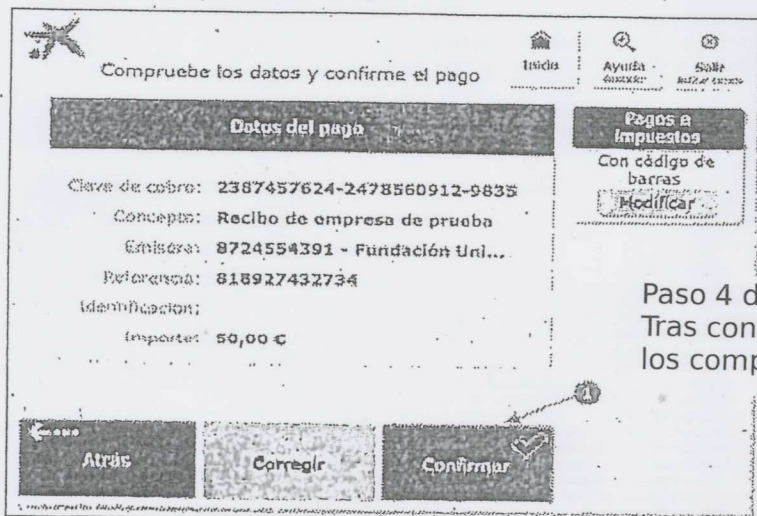 Compruebe los datos y confirme el pago
Inicio
Ayuda
Salir
Datos del pago
Pagos e
impuestos
Con código de
barras
Modificar
Clave de cobro: 2387457624-2478560912-9835
Concepto: Recibo de empresa de prueba
Emisora: 8724554391 - Fundación Uni...
Referencia: 818927432734
Identificacion:
Importe: 50,00 €
Paso 4 d
Tras con
los comp
1
Atrás
Corregir
Confirmar